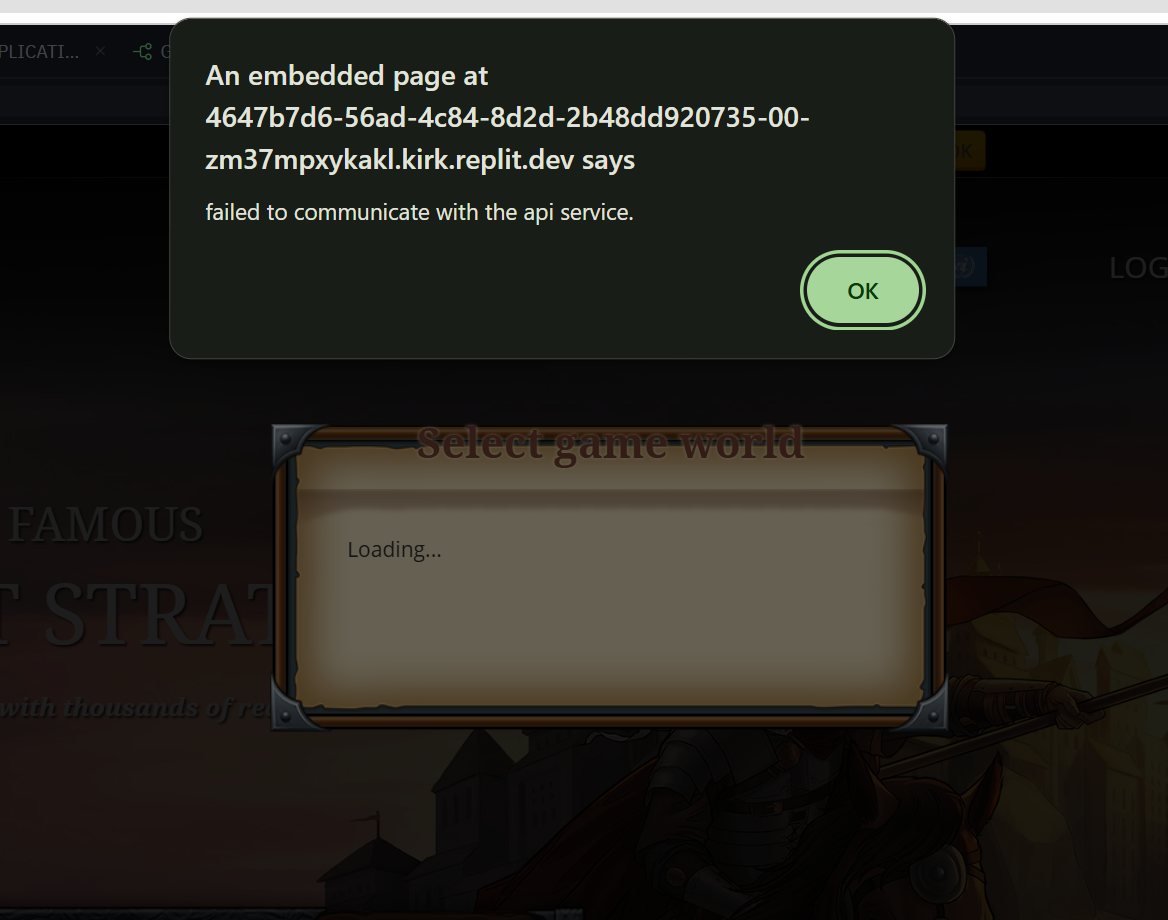 PLICATI... × G
An embedded page at
4647b7d6-56ad-4c84-8d2d-2b48dd920735-00-
zm37mpxykakl.kirk.replit.dev says
failed to communicate with the api service.
OK
OK
LOG
Select game world
Loading...
FAMOUS
T STRAT
with thousands of re